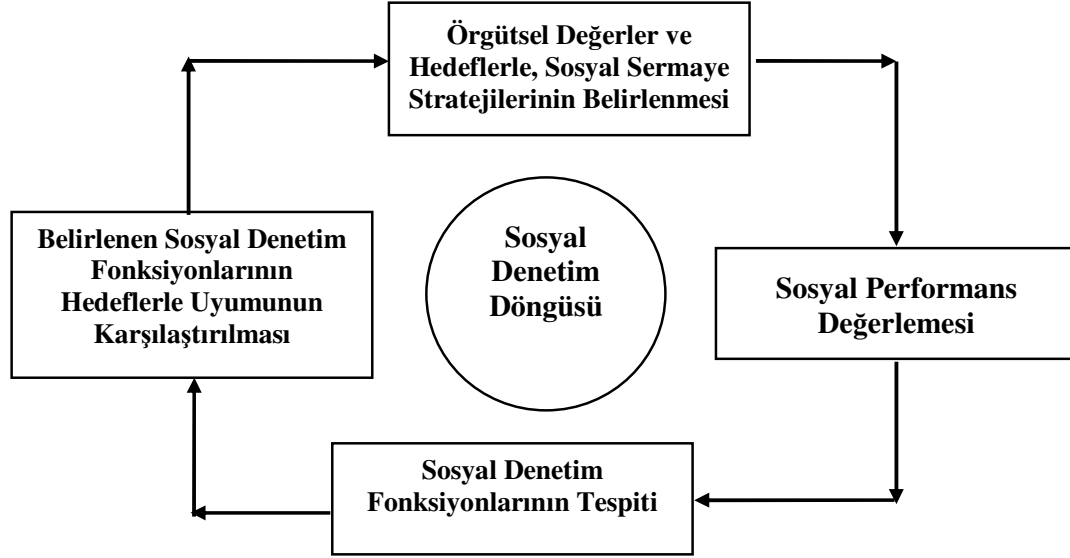 Örgütsel Değerler ve
Hedeflerle, Sosyal Sermaye
Stratejilerinin Belirlenmesi
Belirlenen Sosyal Denetim
Fonksiyonlarının
Hedeflerle Uyumunun
Karşılaştırılması
Sosyal
Denetim
Döngüsü
Sosyal Performans
Değerlemesi
Sosyal Denetim
Fonksiyonlarının Tespiti